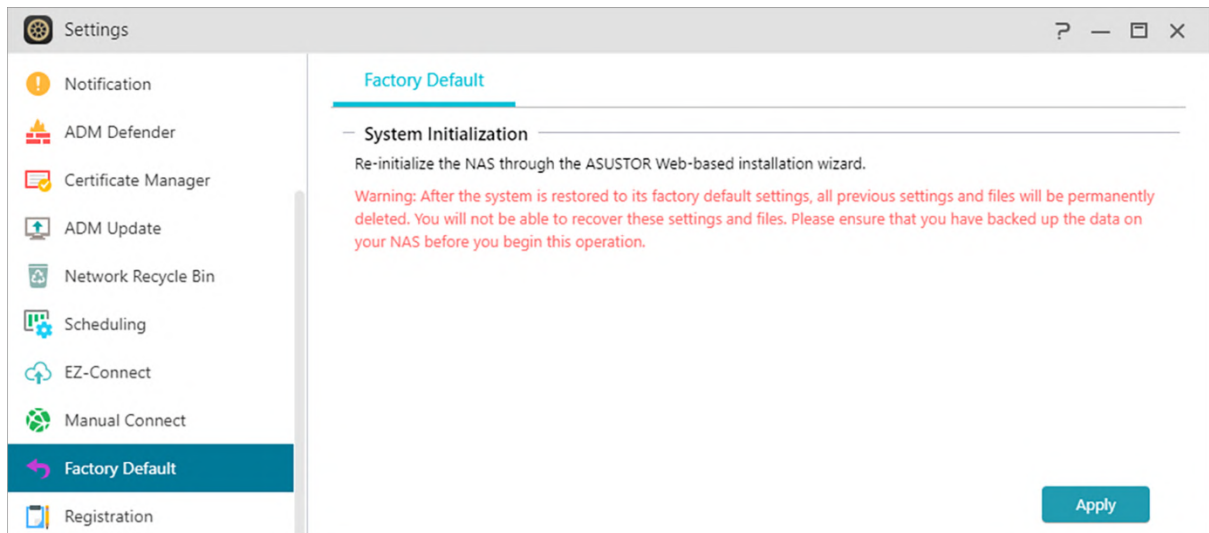 Settings
Notification
ADM Defender
Certificate Manager
ADM Update
Network Recycle Bin
Scheduling
EZ-Connect
Manual Connect
Factory Default
Registration
Factory Default
System Initialization
Re-initialize the NAS through the ASUSTOR Web-based installation wizard.
Warning: After the system is restored to its factory default settings, all previous settings and files will be permanently
deleted. You will not be able to recover these settings and files. Please ensure that you have backed up the data on
your NAS before you begin this operation.
Apply